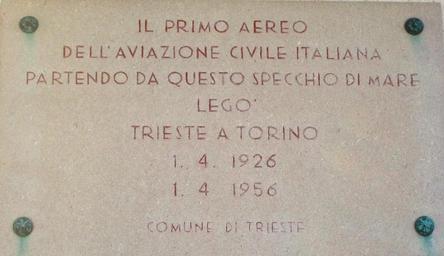 IL PRIMO AEREO
DELL'AVIAZIONE CIVILE ITALIANA
PARTENDO DA QUESTO SPECCHIO DI MARE
LEGO'
TRIESTE A TORINO
1. 4. 1926
1. 4 1956
COMUNE DI TRIESTE